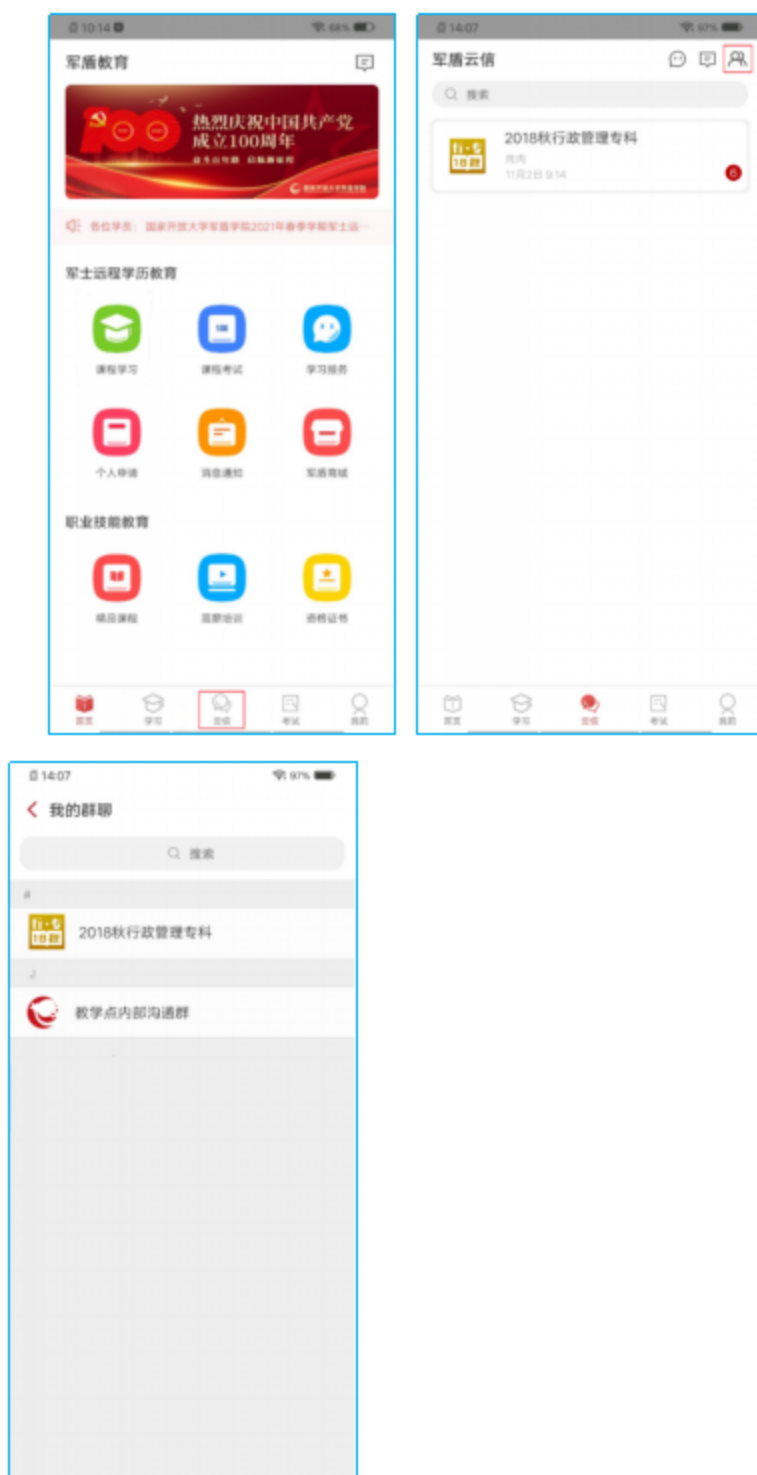 10:14
68%
军盾教育
热烈庆祝中国共产党
成立100周年
各位学员：国家开放大学军盾学院2021年春季学期军士远…
军士远程学历教育
课程学习
课程考试
学习服务
个人申请
消息通知
军盾商城
职业技能教育
精品课程
资格证书
首页
学习
云信
考试
我的
14:07
97%
军盾云信
搜索
2018秋行政管理专科
11月2日 9:14
6
首页
学习
云信
考试
我的
14:07
97%
我的群聊
搜索
#
2018秋行政管理专科
J
教学点内部沟通群